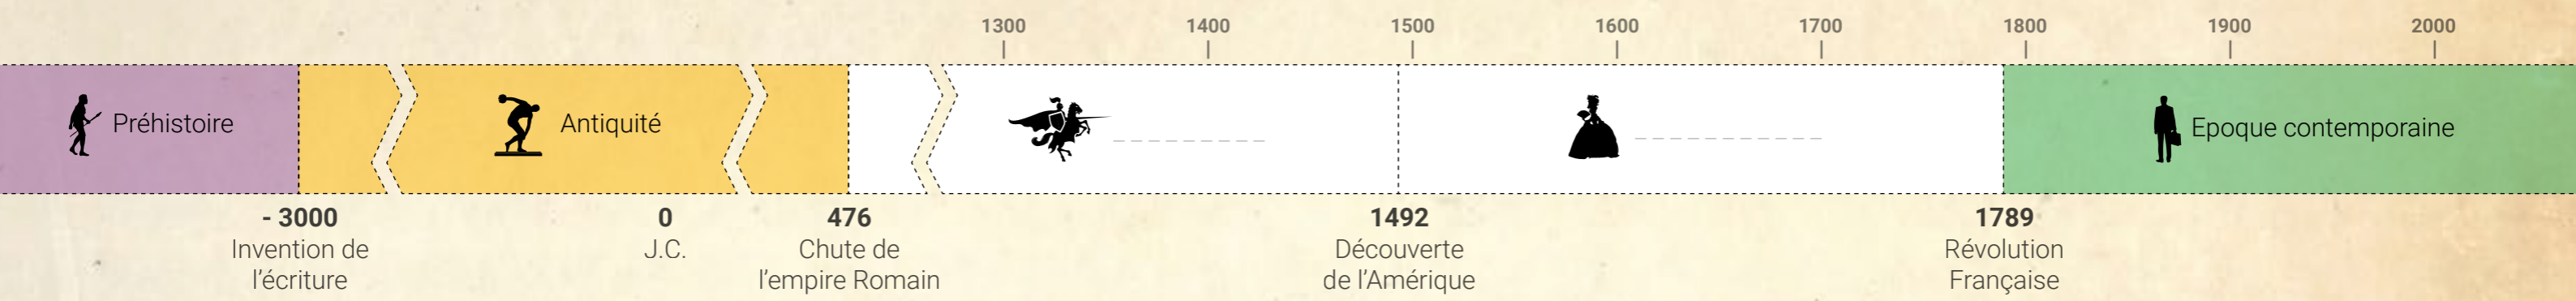 1300 1400 1500 1600 1700 1800 1900 2000
Préhistoire
Antiquité
Epoque contemporaine
- 3000
Invention de
l'écriture
0
J.C.
476
Chute de
l'empire Romain
1492
Découverte
de l'Amérique
1789
Révolution
Française